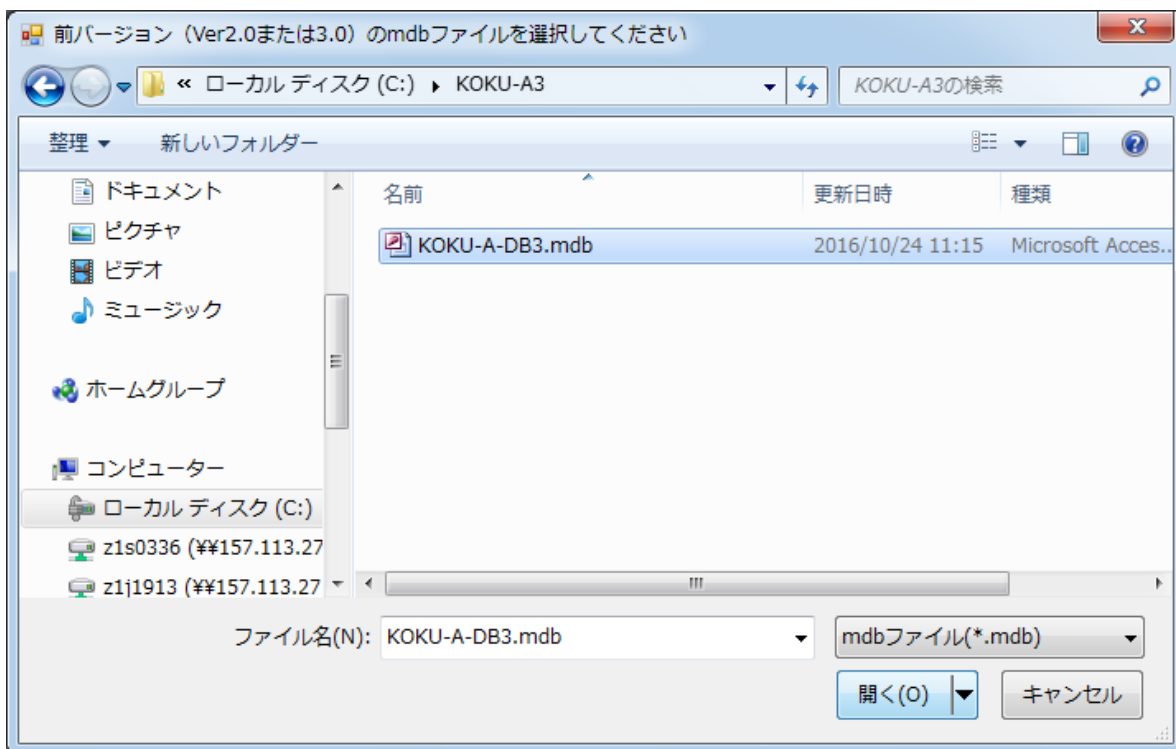 前バージョン（Ver2.0または3.0）のmdbファイルを選択してください
« ローカル ディスク (C:) ▸ KOKU-A3
KOKU-A3の検索
整理 ▼ 新しいフォルダー
名前 更新日時 種類
KOKU-A-DB3.mdb 2016/10/24 11:15 Microsoft Acces...
ドキュメント
ピクチャ
ビデオ
ミュージック
ホームグループ
コンピューター
ローカル ディスク (C:)
z1s0336 (¥¥157.113.27
z1j1913 (¥¥157.113.27
ファイル名(N): KOKU-A-DB3.mdb
mdbファイル(*.mdb)
開く(O)
キャンセル